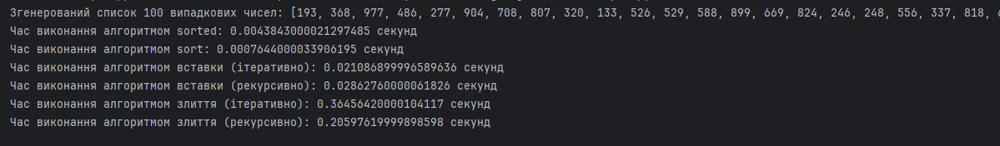 Згенерований список 100 випадкових чисел: [193, 368, 977, 486, 277, 904, 708, 807, 320, 133, 526, 529, 588, 899, 669, 824, 246, 248, 556, 337, 818,
Час виконання алгоритмом sorted: 0.0043843000021297485 секунд
Час виконання алгоритмом sort: 0.0007644000033906195 секунд
Час виконання алгоритмом вставки (ітеративно): 0.021086899996589636 секунд
Час виконання алгоритмом вставки (рекурсивно): 0.02862760000061826 секунд
Час виконання алгоритмом злиття (ітеративно): 0.36456420000104117 секунд
Час виконання алгоритмом злиття (рекурсивно): 0.20597619999898598 секунд